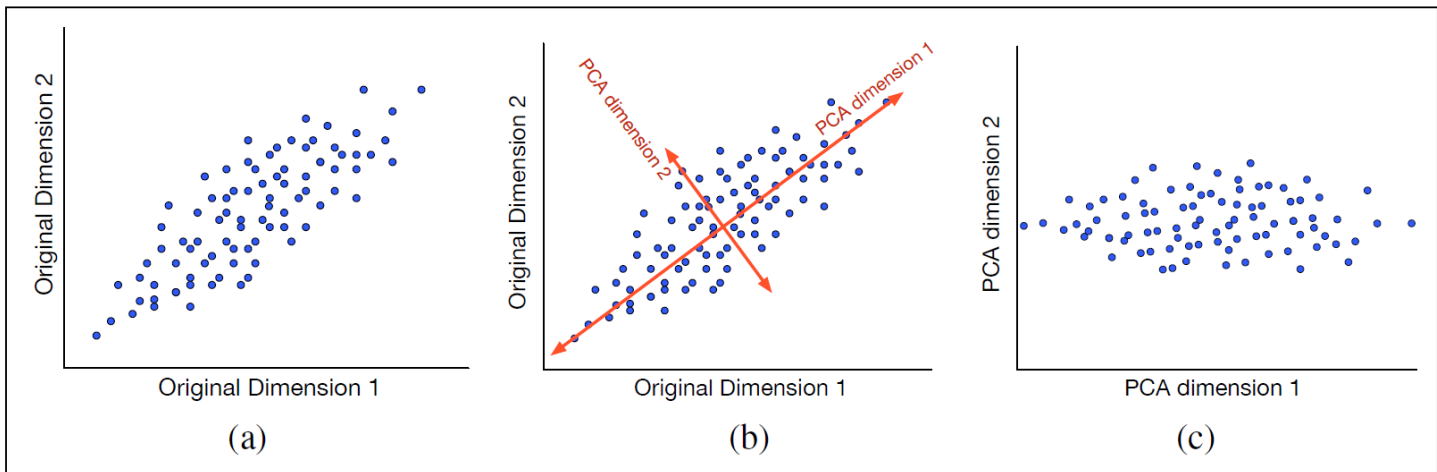 Original Dimension 2
Original Dimension 1
(a)
Original Dimension 2
PCA dimension 2
PCA dimension 1
Original Dimension 1
(b)
PCA dimension 2
PCA dimension 1
(c)